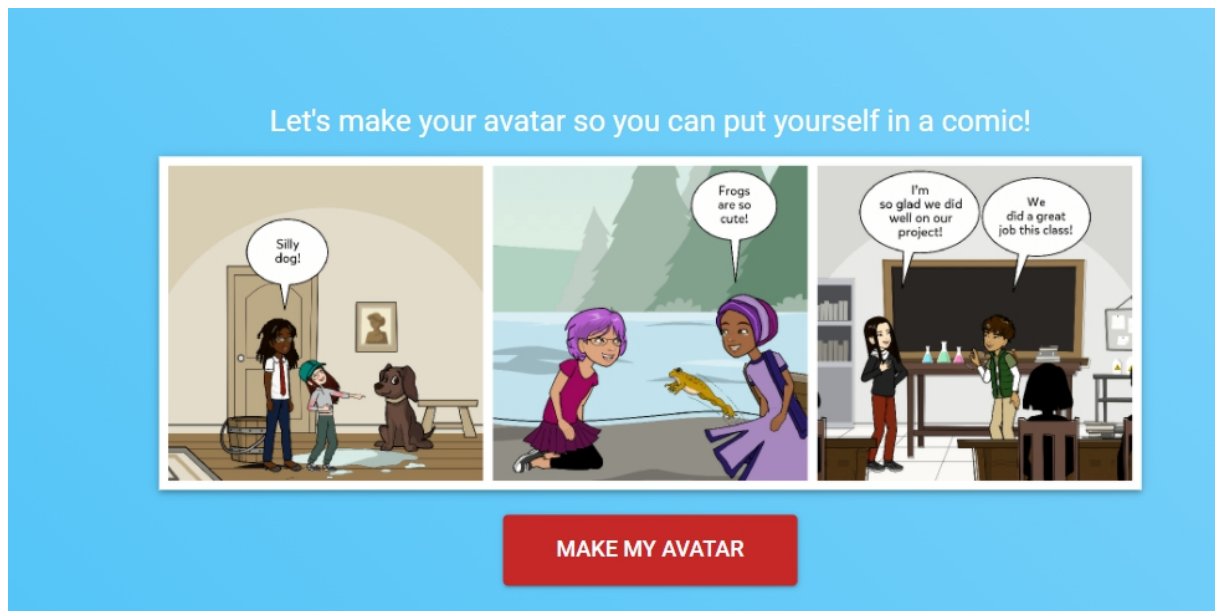 Let's make your avatar so you can put yourself in a comic!
Silly
dog!
Frogs
are so
cute!
I'm
so glad we did
well on our
project!
We
did a great
job this class!
MAKE MY AVATAR